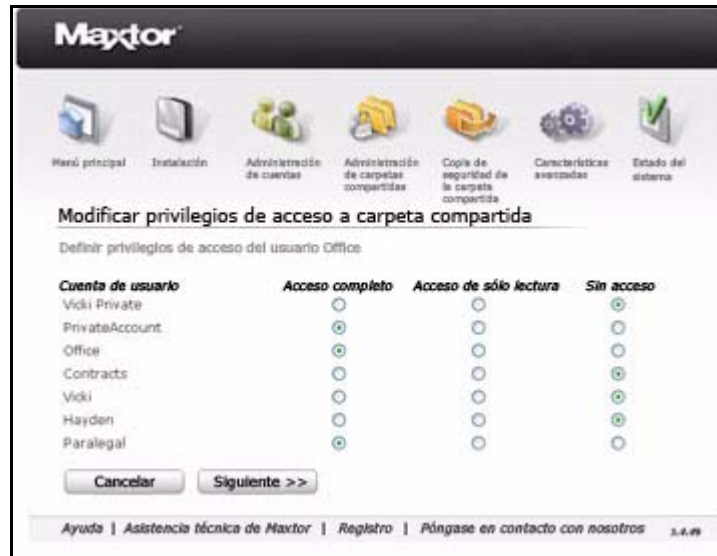 Maxtor
Menú principal
Instalación
Administración de cuentas
Administración de carpetas compartidas
Copia de seguridad de la carpeta compartida
Características avanzadas
Estado del sistema
Modificar privilegios de acceso a carpeta compartida
Definir privilegios de acceso del usuario Office
Cuenta de usuario Acceso completo Acceso de sólo lectura Sin acceso
Vicki Private
PrivateAccount
Office
Contracts
Vicki
Hayden
Paralegal
Cancelar Siguiente >>
Ayuda | Asistencia técnica de Maxtor | Registro | Póngase en contacto con nosotros